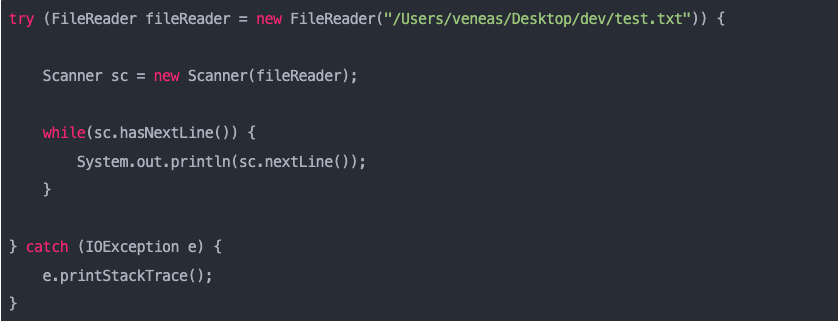 try (FileReader fileReader = new FileReader("/Users/veneas/Desktop/dev/test.txt")) {
Scanner sc = new Scanner(fileReader);
while(sc.hasNextLine()) {
System.out.println(sc.nextLine());
}
} catch (IOException e) {
e.printStackTrace();
}